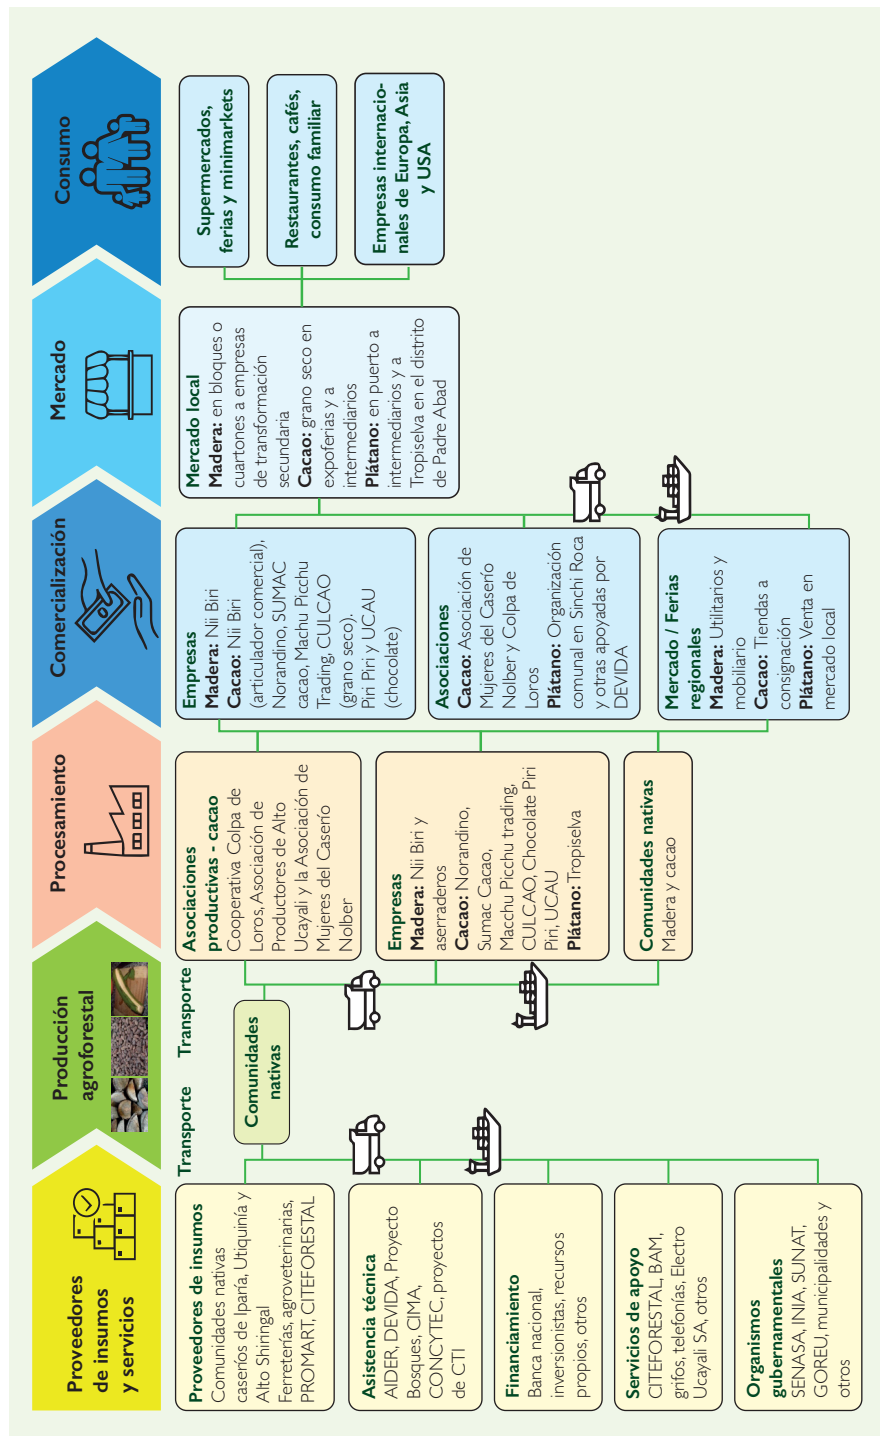 Proveedores
de insumos
y servicios
Producción
agroforestal
Procesamiento
Comercialización
Mercado
Consumo
Proveedores de insumos
Comunidades nativas
caseríos de Iparía, Utiquinía y
Alto Shiringal
Ferreterías, agroveterinarias,
PROMART, CITEFORESTAL
Asistencia técnica
AIDER, DEVIDA, Proyecto
Bosques, CIMA,
CONCYTEC, proyectos
de CTI
Financiamiento
Banca nacional,
inversionistas, recursos
propios, otros
Servicios de apoyo
CITEFORESTAL, BAM,
grifos, telefonías, Electro
Ucayali SA, otros
Organismos
gubernamentales
SENASA, INIA, SUNAT,
GOREU, municipalidades y
otros
Transporte
Comunidades
nativas
Transporte
Asociaciones
productivas - cacao
Cooperativa Colpa de
Loros, Asociación de
Productores de Alto
Ucayali y la Asociación de
Mujeres del Caserío
Nolber
Empresas
Madera: Nii Biri y
aserraderos
Cacao: Norandino,
Sumac Cacao,
Macchu Picchu trading,
CULCAO, Chocolate Piri
Piri, UCAU
Plátano: Tropiselva
Comunidades nativas
Madera y cacao
Empresas
Madera: Nii Biri
Cacao: Nii Biri
(articulador comercial),
Norandino, SUMAC
cacao, Machu Picchu
Trading, CULCAO
(grano seco).
Piri Piri y UCAU
(chocolate)
Asociaciones
Cacao: Asociación de
Mujeres del Caserío
Nolber y Colpa de
Loros
Plátano: Organización
comunal en Sinchi Roca
y otras apoyadas por
DEVIDA
Mercado / Ferias
regionales
Madera: Utilitarios y
mobiliario
Cacao: Tiendas a
consignación
Plátano: Venta en
mercado local
Mercado local
Madera: en bloques o
cuartones a empresas
de transformación
secundaria
Cacao: grano seco en
expoferias y a
intermediarios
Plátano: en puerto a
intermediarios y a
Tropiselva en el distrito
de Padre Abad
Supermercados,
ferias y minimarkets
Restaurantes, cafés,
consumo familiar
Empresas internacio-
nales de Europa, Asia
y USA